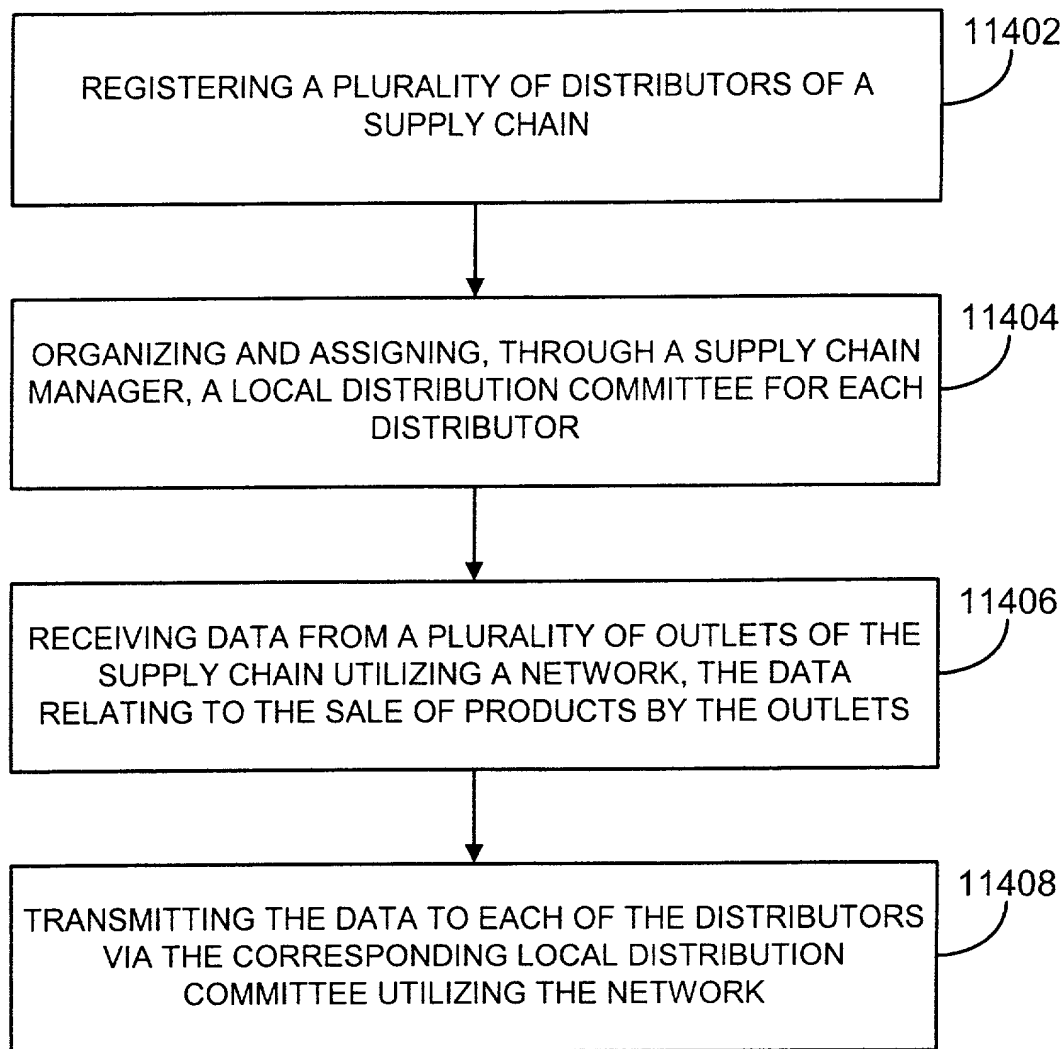 11402
REGISTERING A PLURALITY OF DISTRIBUTORS OF A
SUPPLY CHAIN
11404
ORGANIZING AND ASSIGNING, THROUGH A SUPPLY CHAIN
MANAGER, A LOCAL DISTRIBUTION COMMITTEE FOR EACH
DISTRIBUTOR
11406
RECEIVING DATA FROM A PLURALITY OF OUTLETS OF THE
SUPPLY CHAIN UTILIZING A NETWORK, THE DATA
RELATING TO THE SALE OF PRODUCTS BY THE OUTLETS
11408
TRANSMITTING THE DATA TO EACH OF THE DISTRIBUTORS
VIA THE CORRESPONDING LOCAL DISTRIBUTION
COMMITTEE UTILIZING THE NETWORK